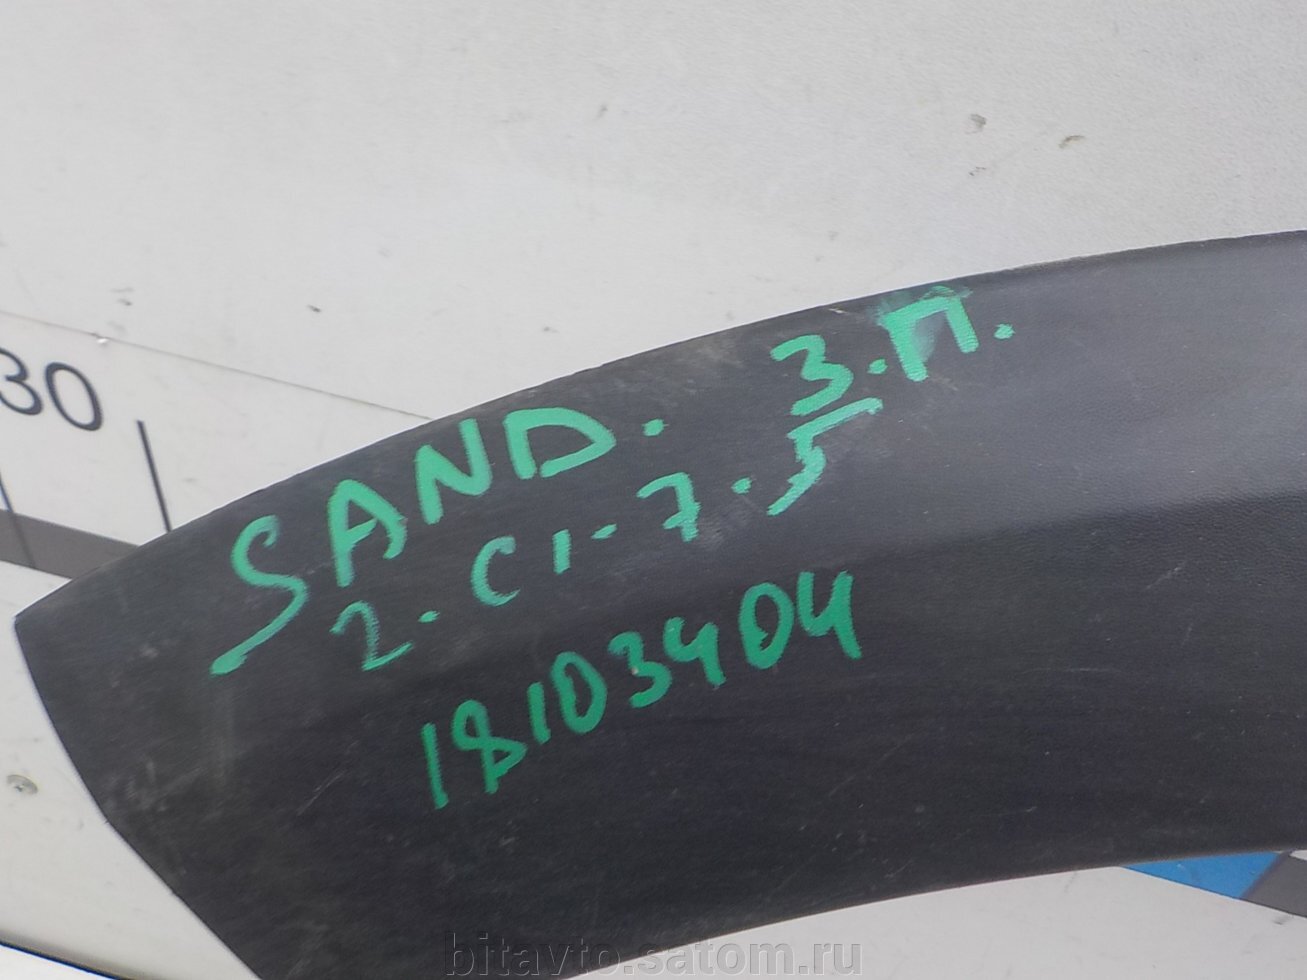 30
SAND. З.П.
2.С1-7.5
18103404
bitavto.satom.ru